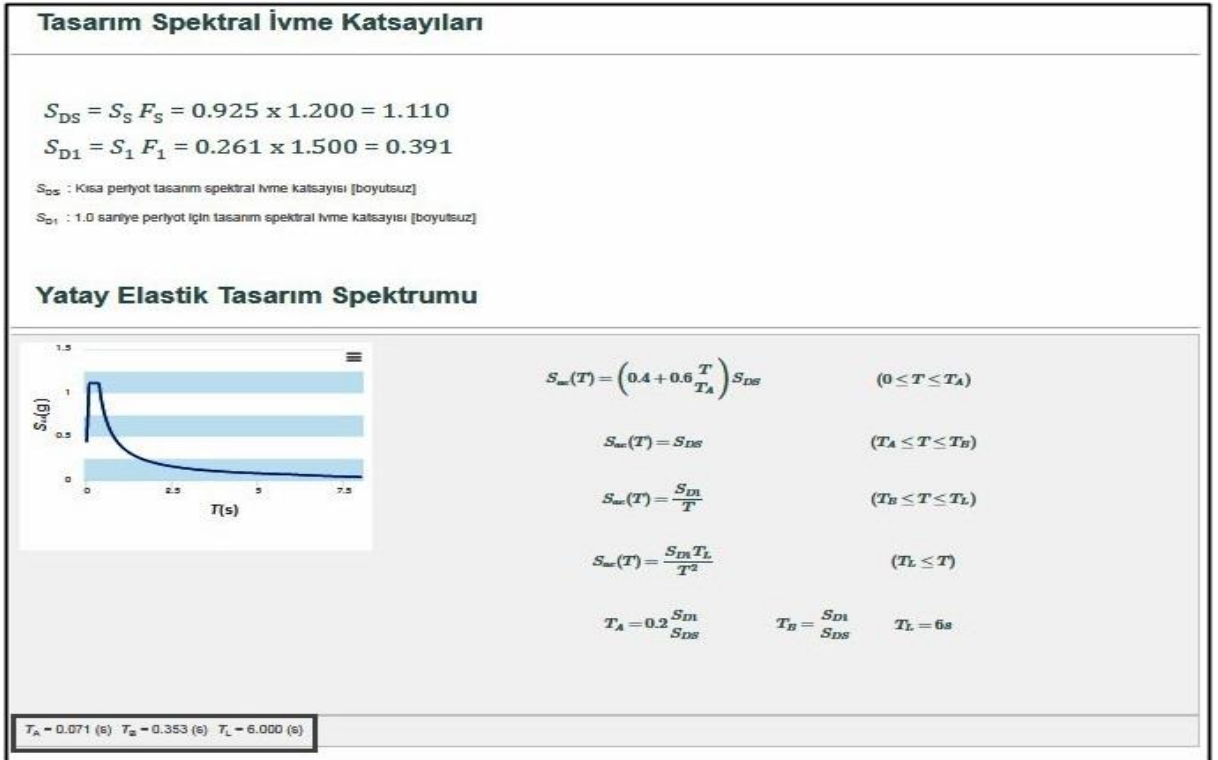 Tasarım Spektral İvme Katsayıları
S_DS = S_S F_S = 0.925 x 1.200 = 1.110
S_D1 = S_1 F_1 = 0.261 x 1.500 = 0.391
S_DS : Kısa periyot tasarım spektral ivme katsayısı [boyutsuz]
S_D1 : 1.0 saniye periyot için tasarım spektral ivme katsayısı [boyutsuz]
Yatay Elastik Tasarım Spektrumu
1.5
1
0.5
0
S_ae(g)
0 2.5 5 7.5
T(s)
S_ae(T) = (0.4 + 0.6 T/T_A) S_DS (0 ≤ T ≤ T_A)
S_ae(T) = S_DS (T_A ≤ T ≤ T_B)
S_ae(T) = S_D1/T (T_B ≤ T ≤ T_L)
S_ae(T) = S_D1 T_L/T² (T_L ≤ T)
T_A = 0.2 S_D1/S_DS T_B = S_D1/S_DS T_L = 6s
T_A = 0.071 (s) T_B = 0.353 (s) T_L = 6.000 (s)